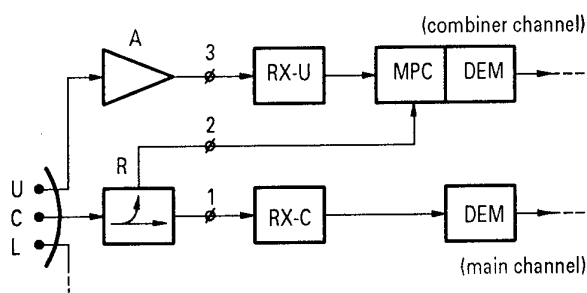 (combiner channel)
A
3
RX-U
MPC
DEM
2
R
U
C
L
1
RX-C
DEM
(main channel)